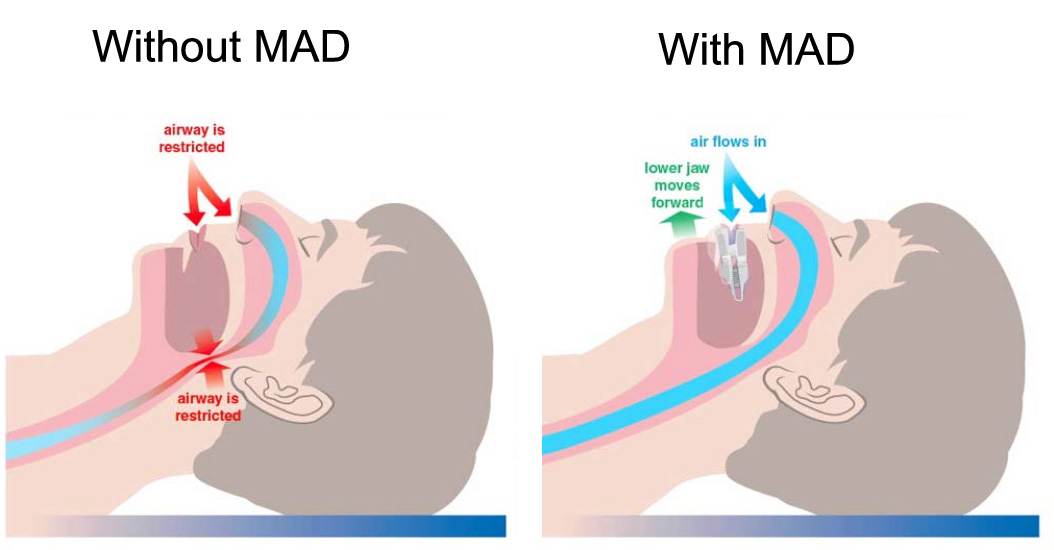 Without MAD
With MAD
airway is
restricted
airway is
restricted
air flows in
lower jaw
moves
forward